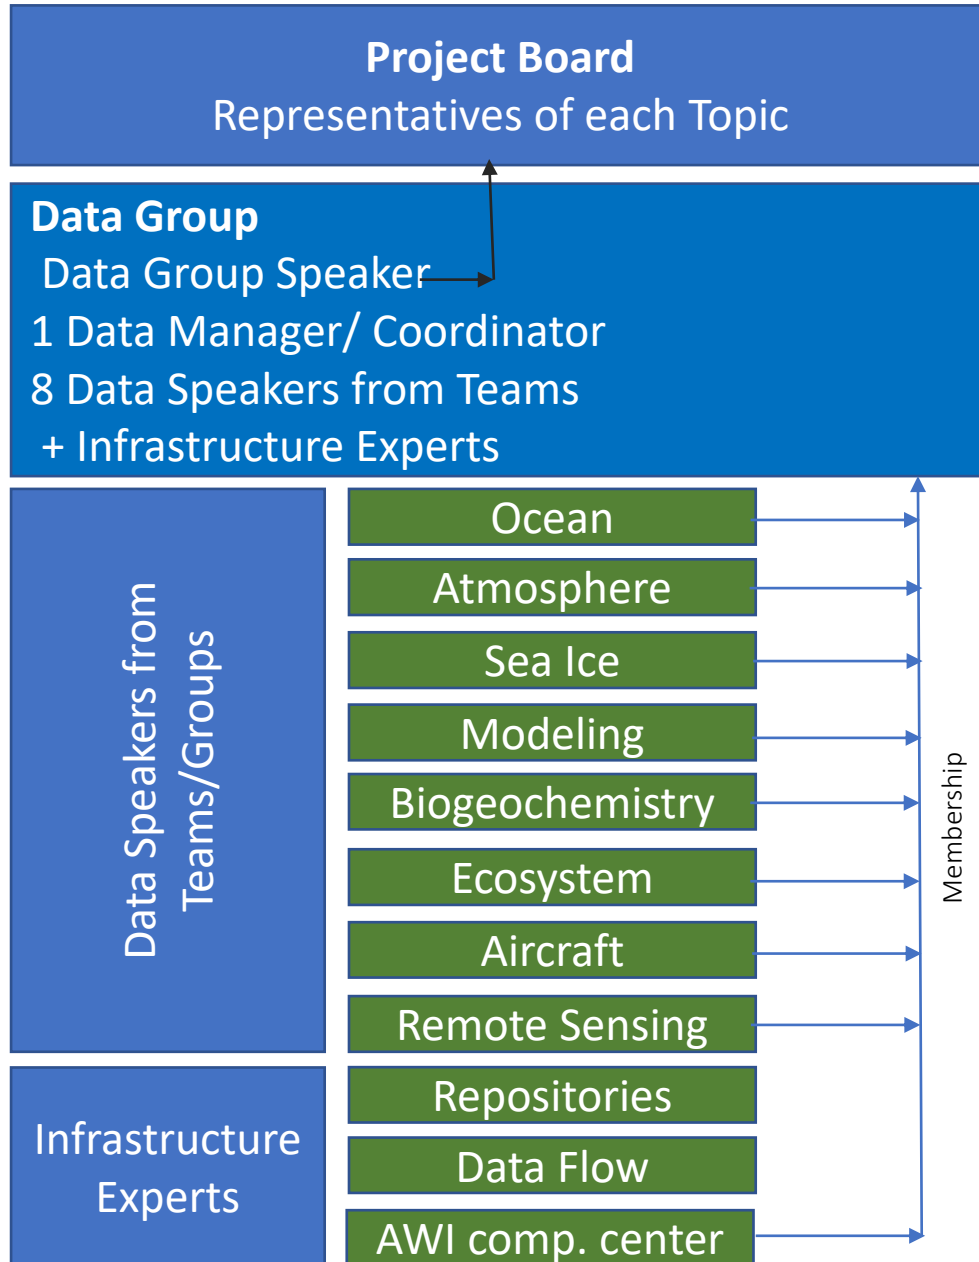 Project Board
Representatives of each Topic
Data Group
Data Group Speaker
1 Data Manager/ Coordinator
8 Data Speakers from Teams
+ Infrastructure Experts
Data Speakers from
Teams/Groups
Ocean
Atmosphere
Sea Ice
Modeling
Biogeochemistry
Ecosystem
Aircraft
Remote Sensing
Membership
Infrastructure
Experts
Repositories
Data Flow
AWI comp. center